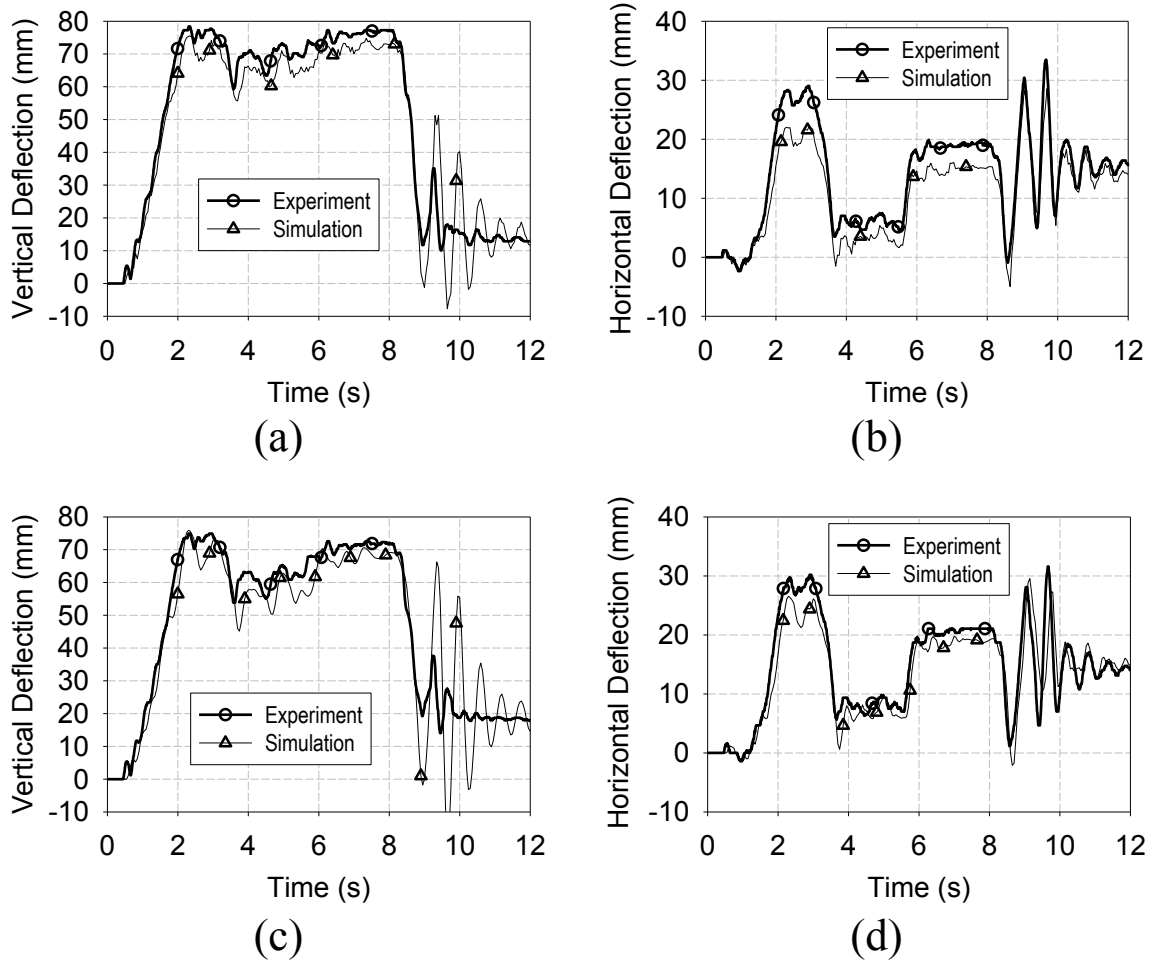 Vertical Deflection (mm)
80
70
60
50
40
30
20
10
0
-10
Experiment
Simulation
0 2 4 6 8 10 12
Time (s)
(a)
Horizontal Deflection (mm)
40
30
20
10
0
-10
Experiment
Simulation
0 2 4 6 8 10 12
Time (s)
(b)
Vertical Deflection (mm)
80
70
60
50
40
30
20
10
0
-10
Experiment
Simulation
0 2 4 6 8 10 12
Time (s)
(c)
Horizontal Deflection (mm)
40
30
20
10
0
-10
Experiment
Simulation
0 2 4 6 8 10 12
Time (s)
(d)